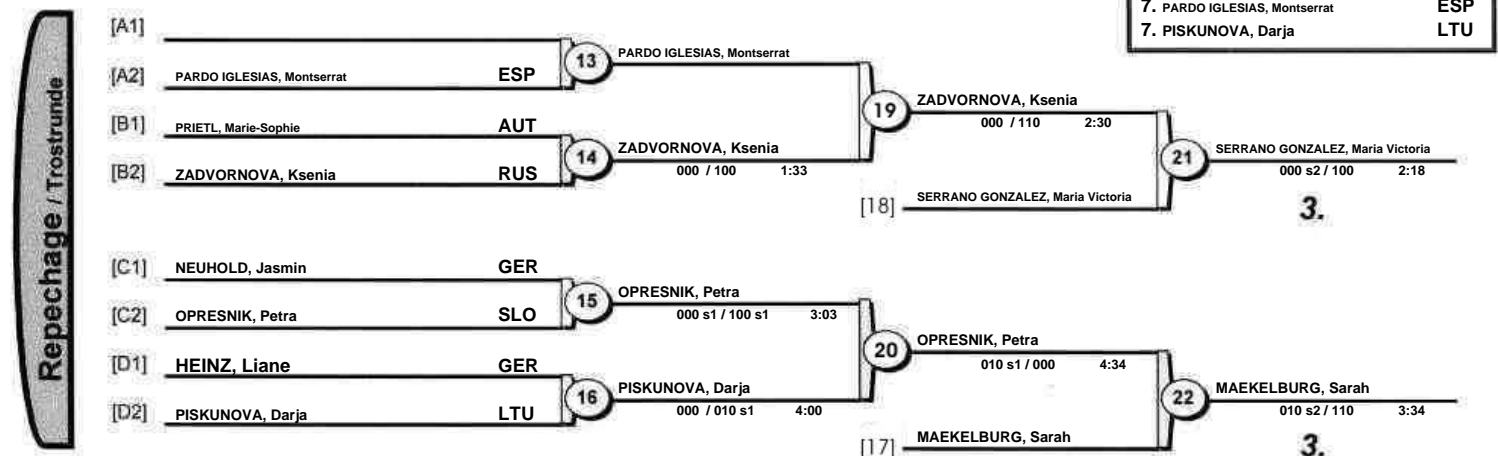 7. PARDO IGLESIAS, Montserrat ESP
7. PISKUNOVA, Darja LTU
Repechage / Trostrunde
[A1]
[A2] PARDO IGLESIAS, Montserrat ESP
13 PARDO IGLESIAS, Montserrat
[B1] PRIETL, Marie-Sophie AUT
[B2] ZADVORNOVA, Ksenia RUS
14 ZADVORNOVA, Ksenia
000 / 100 1:33
19 ZADVORNOVA, Ksenia
000 / 110 2:30
[18] SERRANO GONZALEZ, Maria Victoria
21 SERRANO GONZALEZ, Maria Victoria
000 s2 / 100 2:18
3.
[C1] NEUHOLD, Jasmin GER
[C2] OPRESNIK, Petra SLO
15 OPRESNIK, Petra
000 s1 / 100 s1 3:03
[D1] HEINZ, Liane GER
[D2] PISKUNOVA, Darja LTU
16 PISKUNOVA, Darja
000 / 010 s1 4:00
20 OPRESNIK, Petra
010 s1 / 000 4:34
[17] MAEKELBURG, Sarah
22 MAEKELBURG, Sarah
010 s2 / 110 3:34
3.